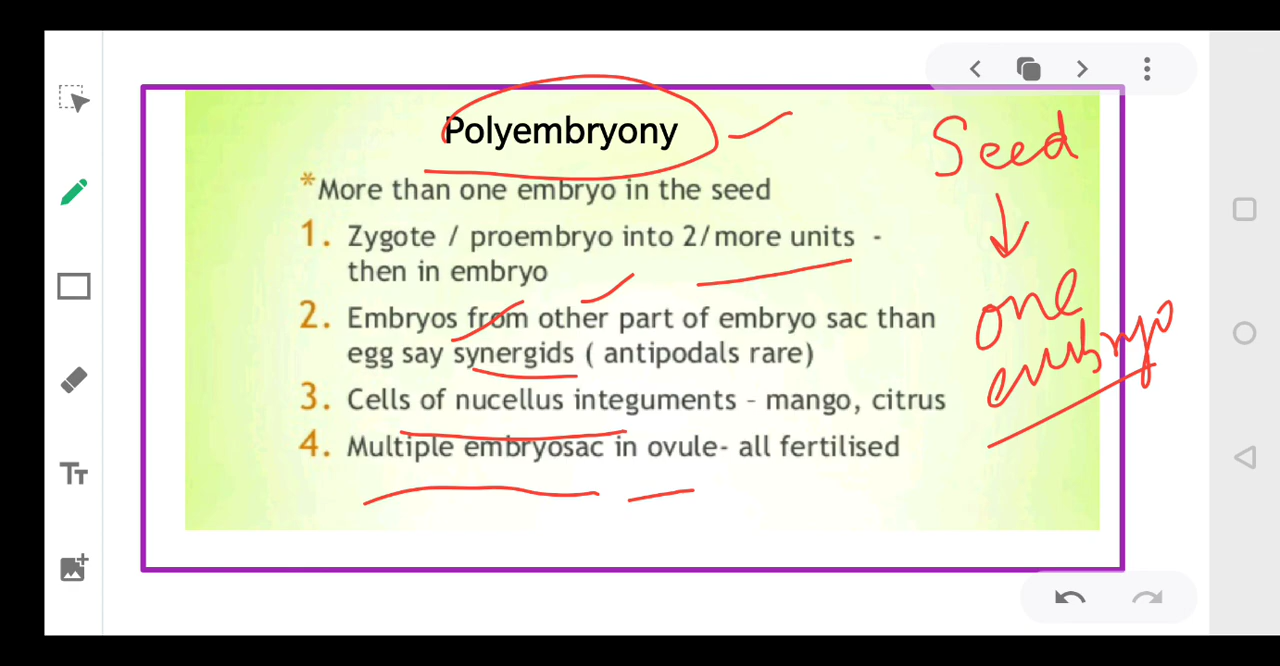 Polyembryony
*More than one embryo in the seed
1. Zygote / proembryo into 2/more units -
then in embryo
2. Embryos from other part of embryo sac than
egg say synergids ( antipodals rare)
3. Cells of nucellus integuments – mango, citrus
4. Multiple embryosac in ovule- all fertilised
Seed
↓
one
embryo
TT